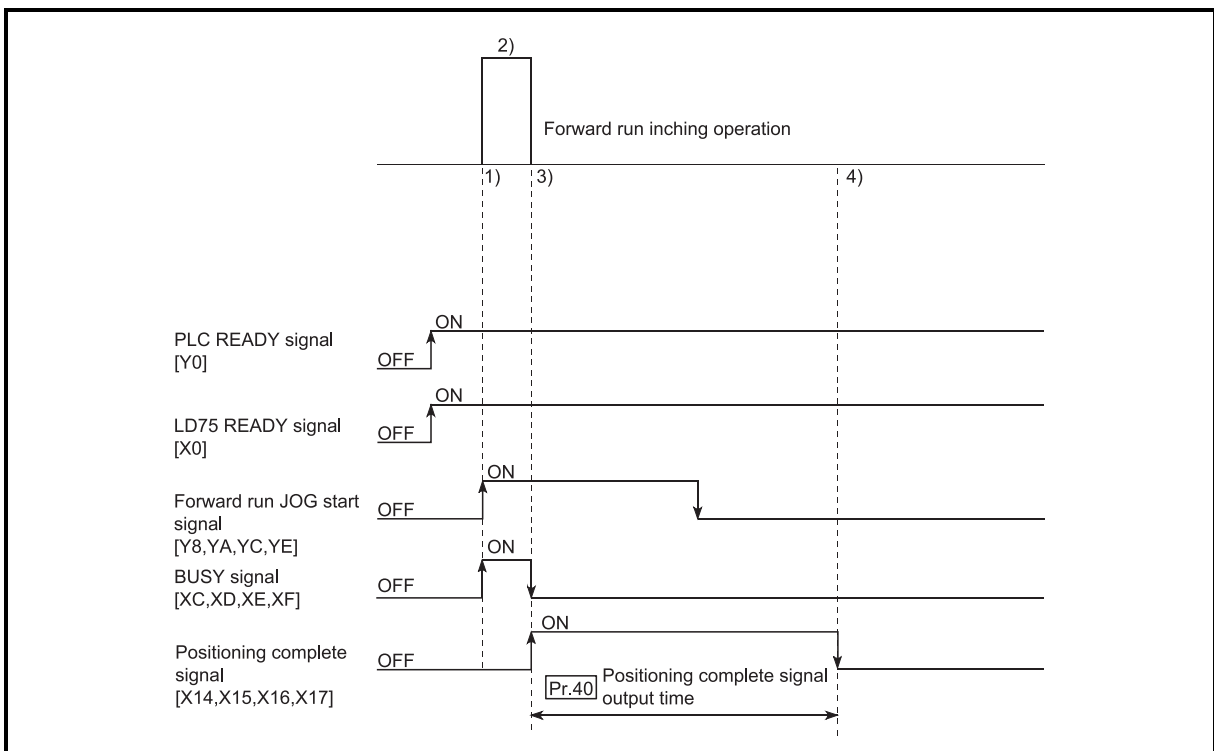 2)
Forward run inching operation
1) 3) 4)
PLC READY signal
[Y0]
OFF ON
LD75 READY signal
[X0]
OFF ON
Forward run JOG start
signal
[Y8,YA,YC,YE]
OFF ON
BUSY signal
[XC,XD,XE,XF]
OFF ON
Positioning complete
signal
[X14,X15,X16,X17]
OFF ON
Pr.40 Positioning complete signal
output time